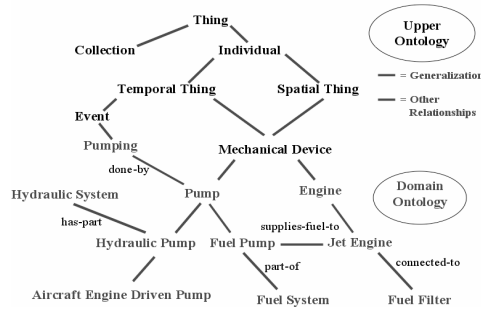 Thing
Upper
Ontology
Collection
Individual
= Generalization
Temporal Thing
Spatial Thing
= Other
Relationships
Event
Pumping
Mechanical Device
done-by
Domain
Ontology
Hydraulic System
Pump
Engine
has-part
supplies-fuel-to
Hydraulic Pump
Fuel Pump
Jet Engine
part-of
connected-to
Aircraft Engine Driven Pump
Fuel System
Fuel Filter